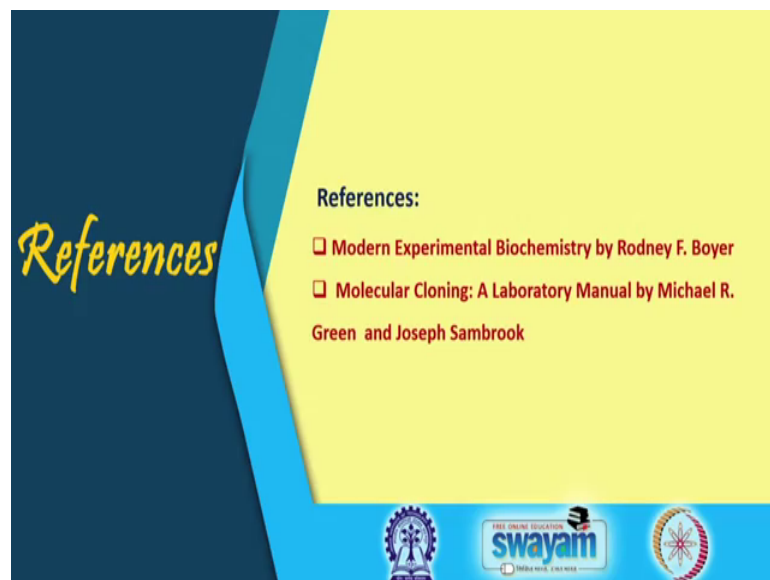 References
References:
❑ Modern Experimental Biochemistry by Rodney F. Boyer
❑ Molecular Cloning: A Laboratory Manual by Michael R.
Green and Joseph Sambrook
FREE ONLINE EDUCATION
swayam